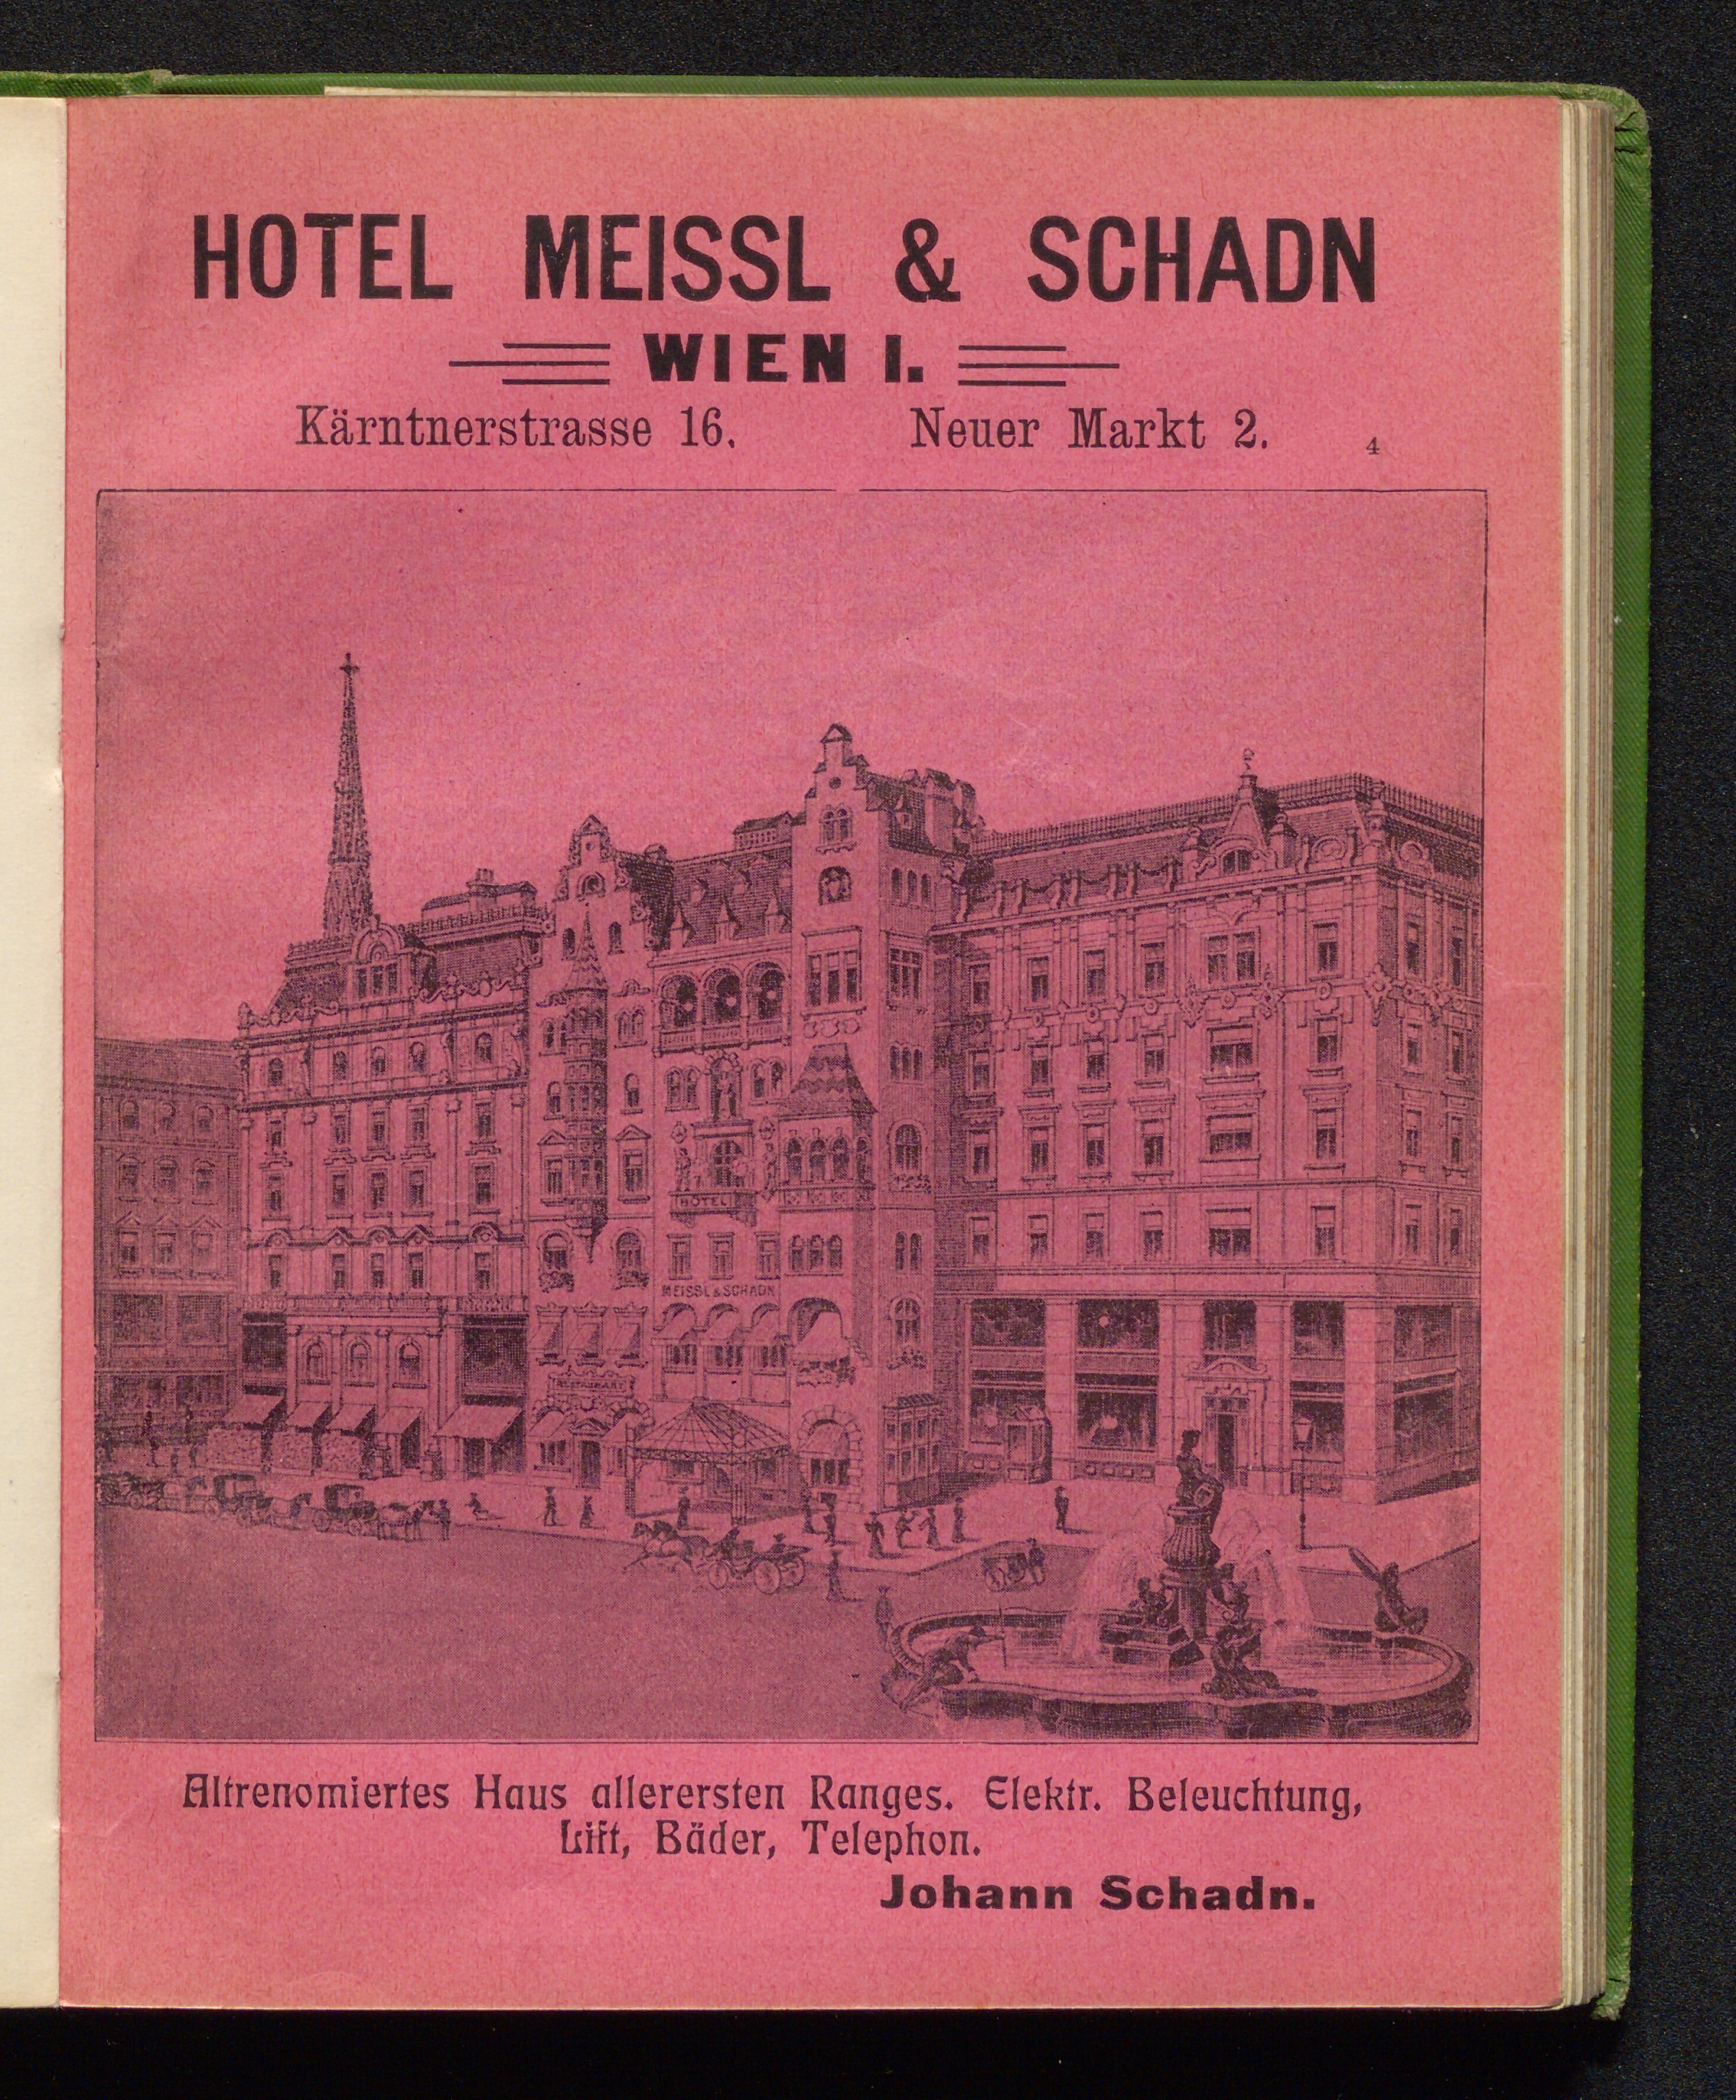 HOTEL MEISSL & SCHADN
WIEN I.
Kärntnerstrasse 16. Neuer Markt 2. 4
HOTEL
MEISSL & SCHADN
RESTAURANT
Altrenomiertes Haus allerersten Ranges. Elektr. Beleuchtung,
Lift, Bäder, Telephon.
Johann Schadn.